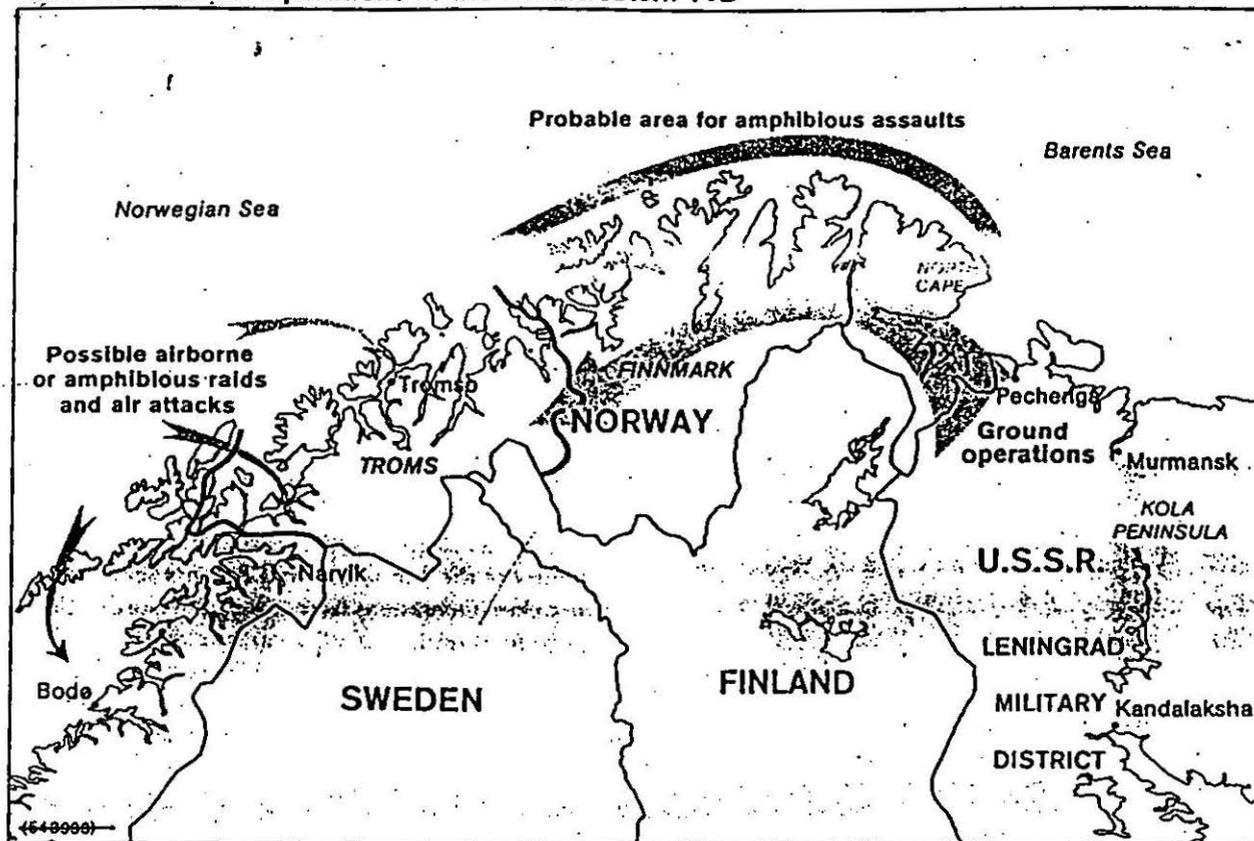 Probable area for amphibious assaults
Barents Sea
Norwegian Sea
CAPE
Possible airborne
or amphibious raids
and air attacks
Tromsø
FINNMARK
NORWAY
Pechenga
TROMS
Ground
operations
Murmansk
KOLA
PENINSULA
Narvik
U.S.S.R.
LENINGRAD
Bodø
SWEDEN
FINLAND
MILITARY
Kandalaksha
DISTRICT